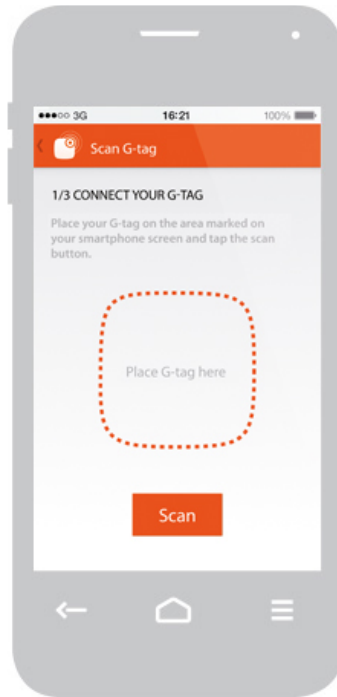 3G 16:21 100%
Scan G-tag
1/3 CONNECT YOUR G-TAG
Place your G-tag on the area marked on
your smartphone screen and tap the scan
button.
Place G-tag here
Scan